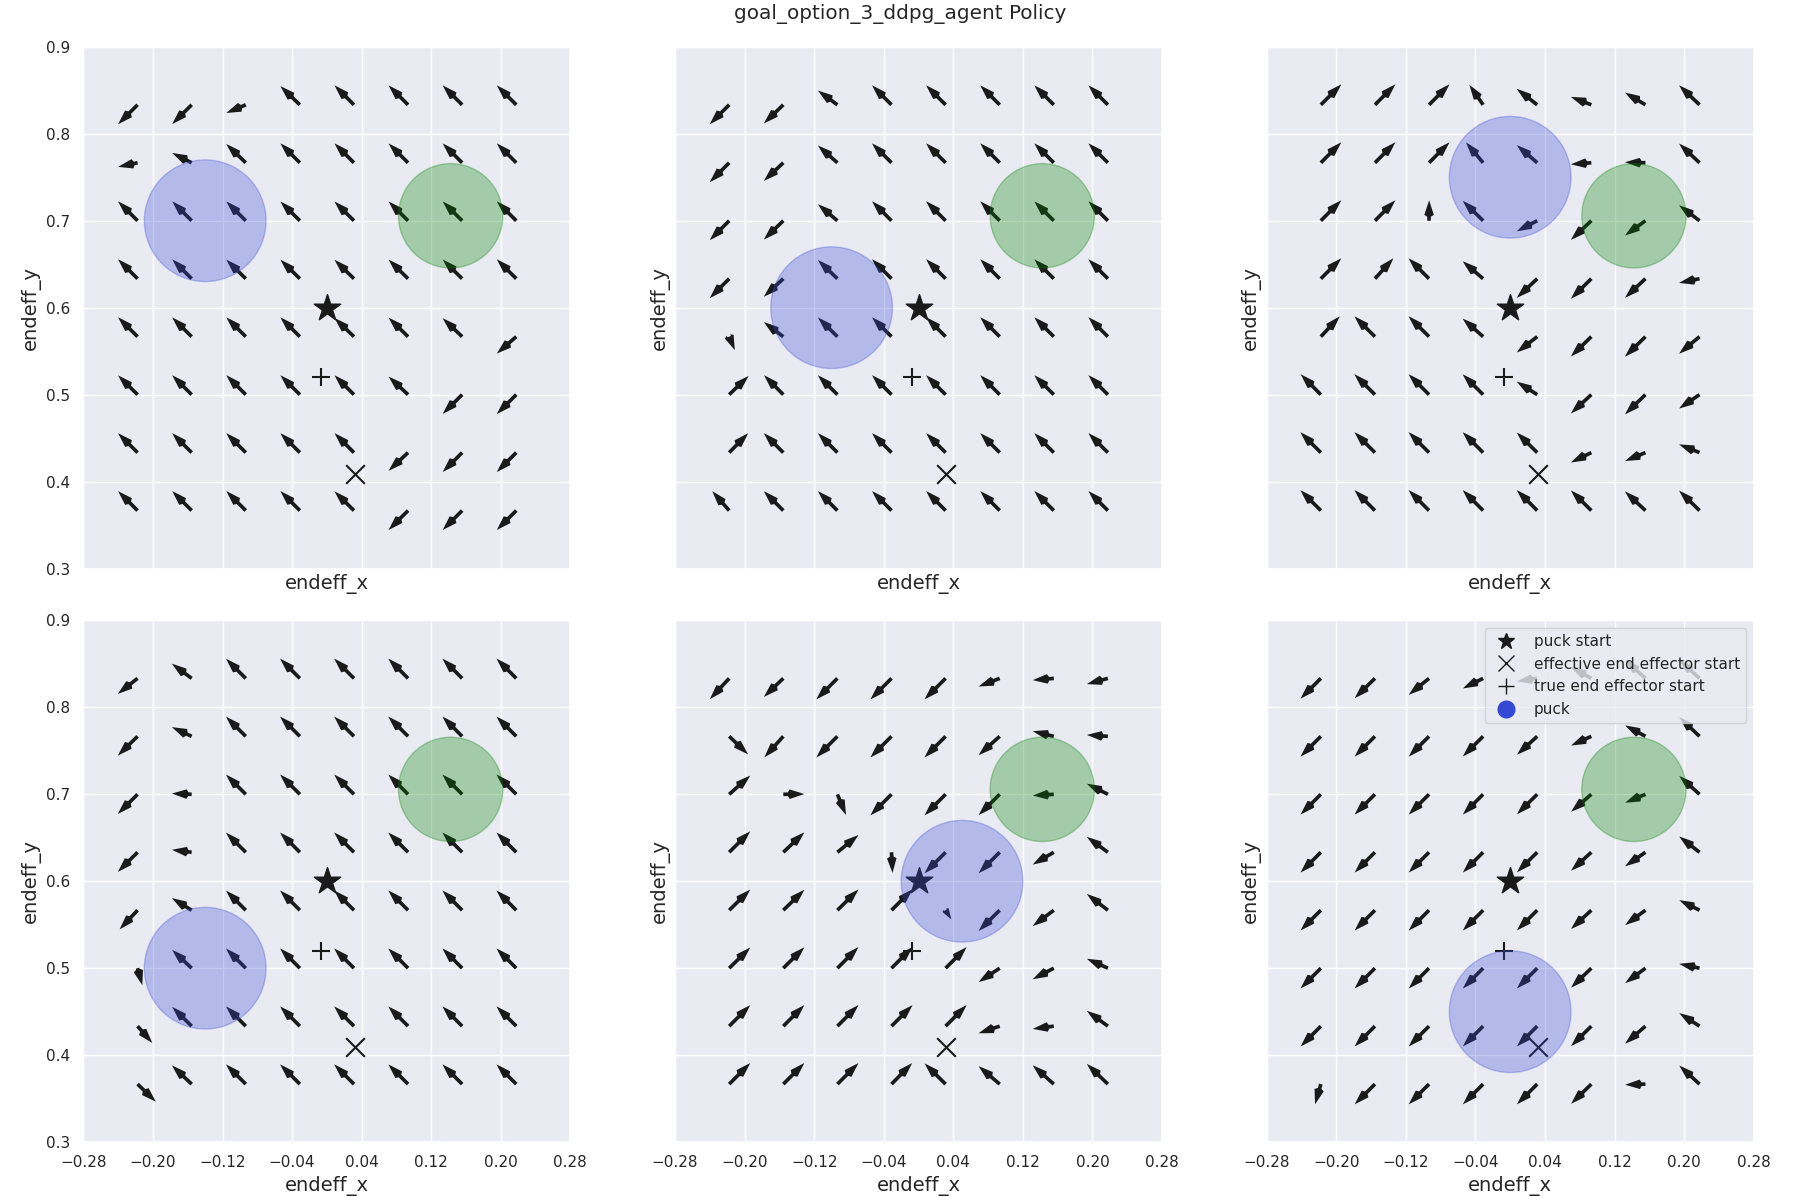 goal_option_3_ddpg_agent Policy
0.9
0.8
0.7
0.6
0.5
0.4
0.3
endeff_y
endeff_x
endeff_y
endeff_x
endeff_y
endeff_x
0.9
0.8
0.7
0.6
0.5
0.4
0.3
endeff_y
−0.28 −0.20 −0.12 −0.04 0.04 0.12 0.20 0.28
endeff_x
endeff_y
−0.28 −0.20 −0.12 −0.04 0.04 0.12 0.20 0.28
endeff_x
puck start
effective end effector start
true end effector start
puck
endeff_y
−0.28 −0.20 −0.12 −0.04 0.04 0.12 0.20 0.28
endeff_x